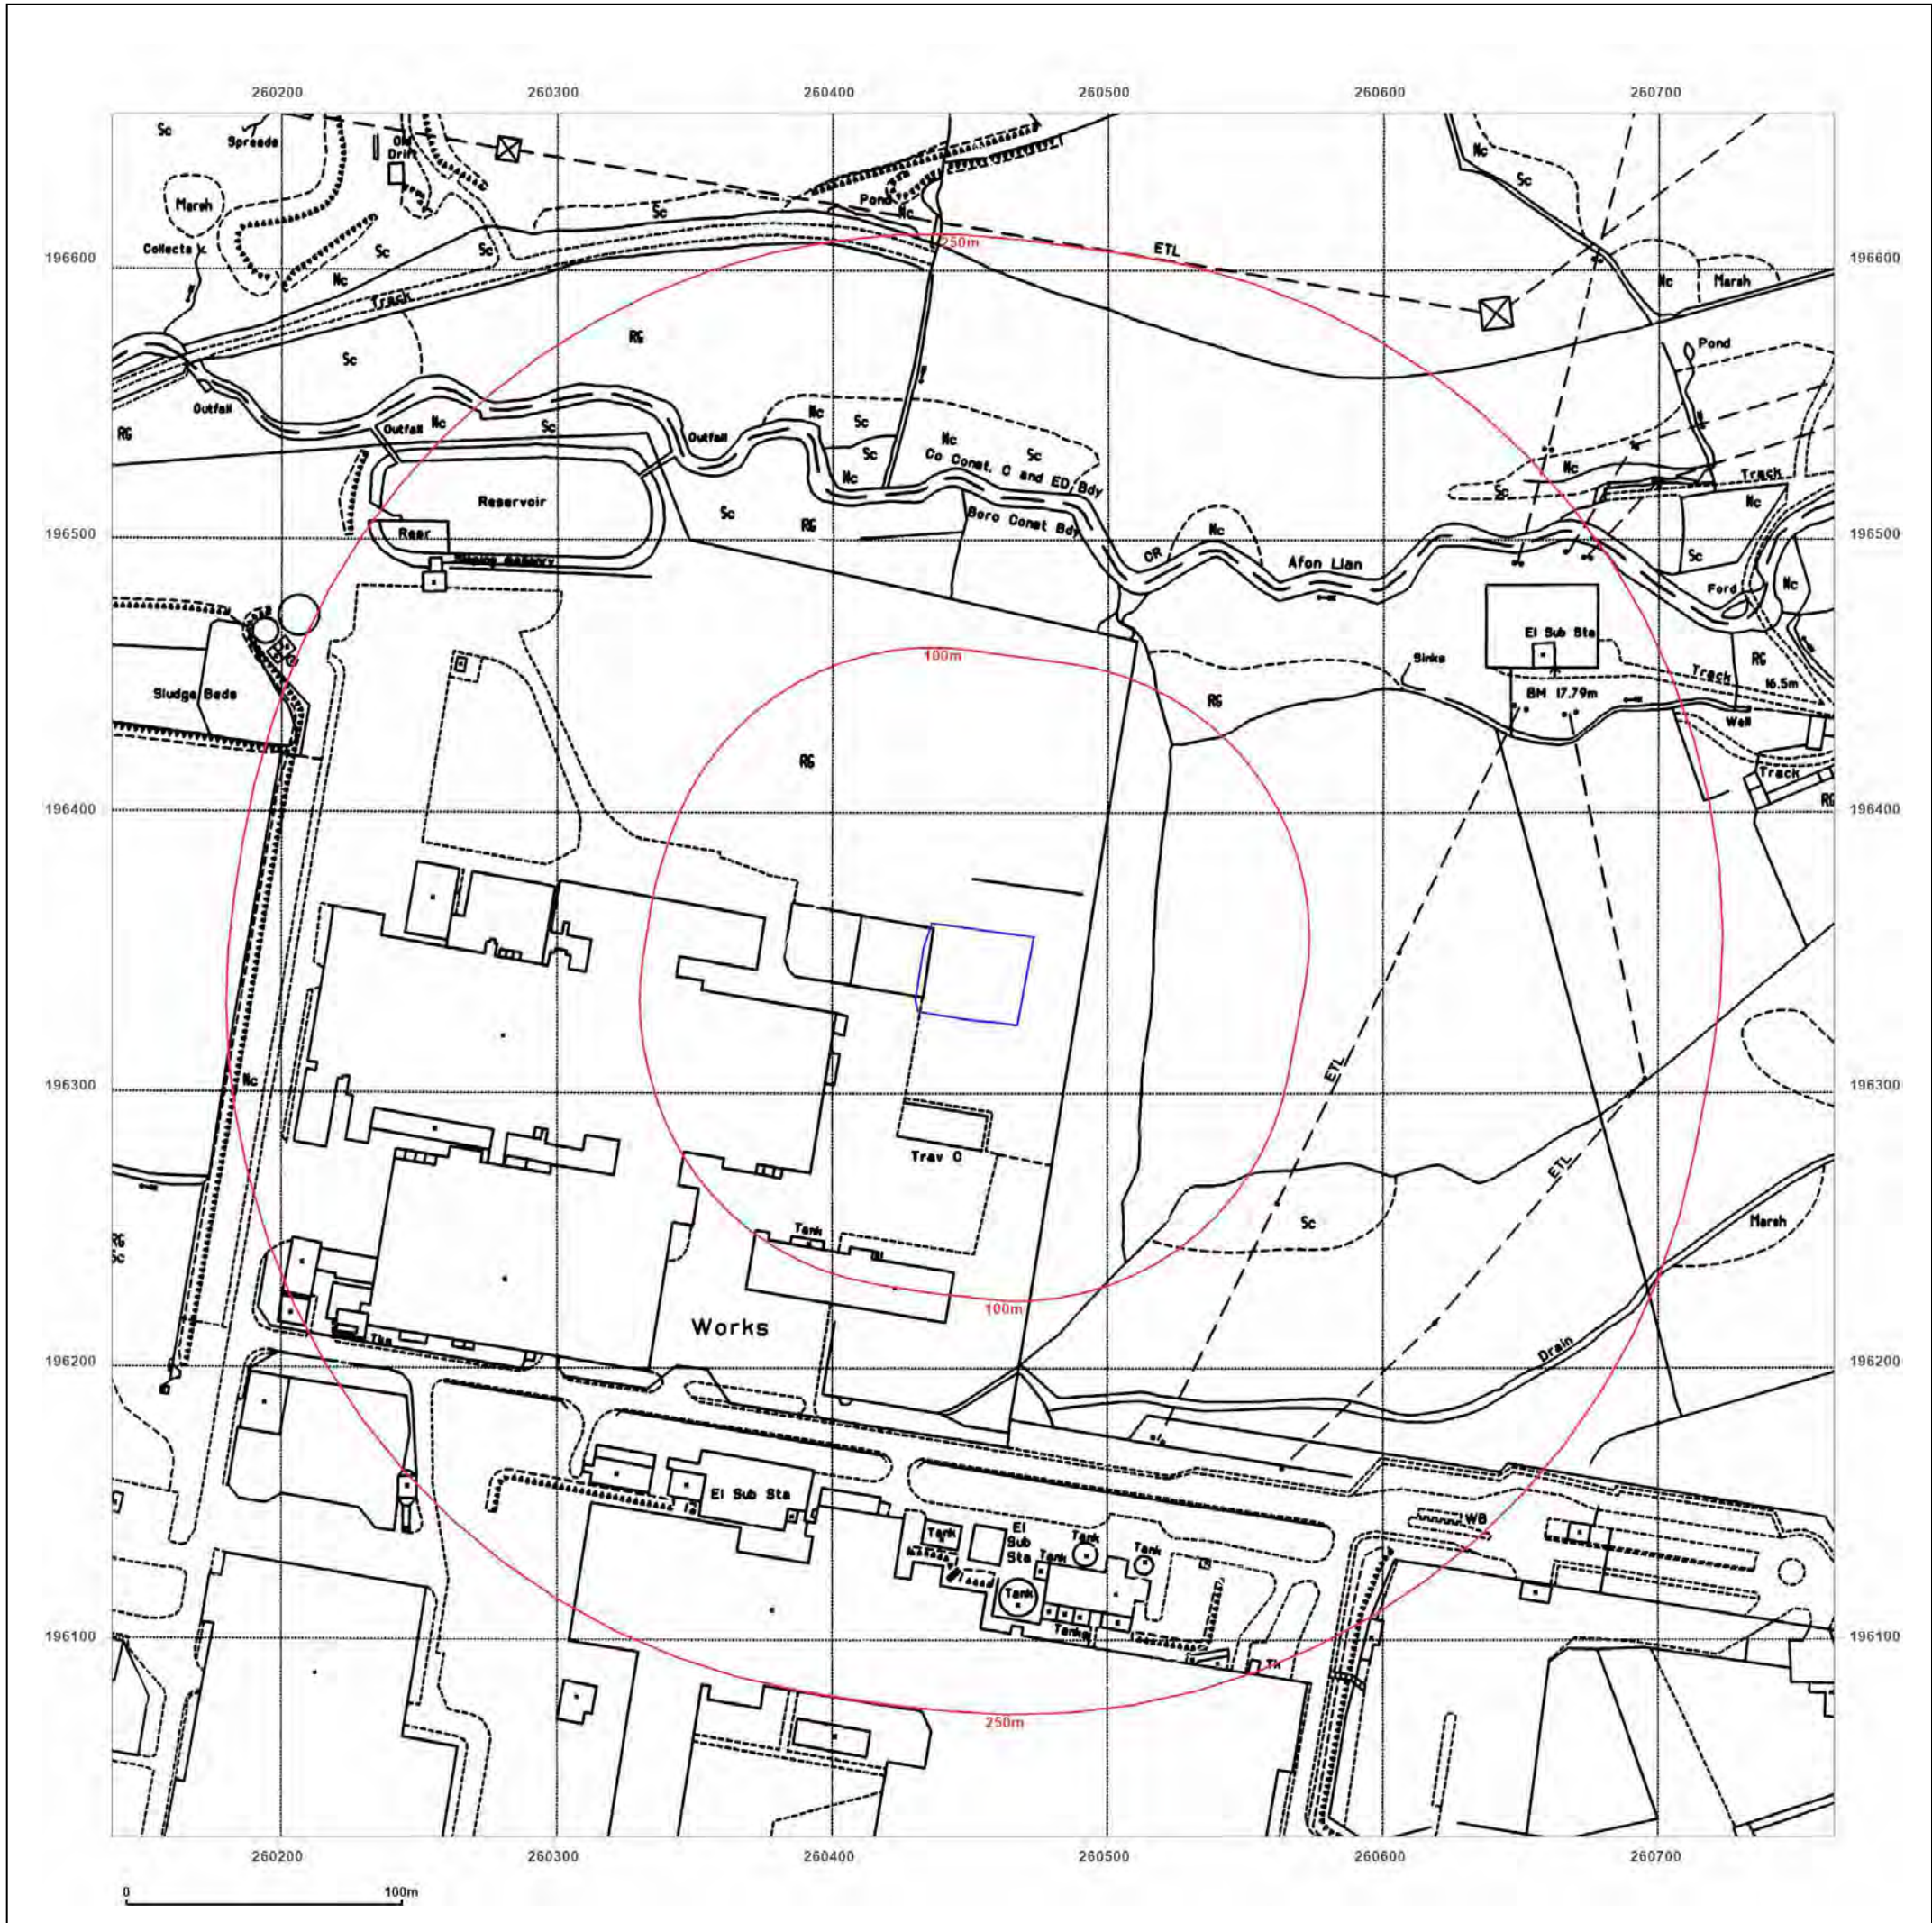 260200 260300 260400 260500 260600 260700
Sc
Spreads
Old
Drift
Nc
Sc
Marsh
Pond
Nc
Sc
Collects
Sc
Sc
250m
ETL
196600
196600
Nc
Nc
Marsh
Track
RG
Sc
Pond
Outfall
Nc
Nc
Sc
Outfall
Sc
Outfall
RG
Nc
Sc
Sc
Sc
Nc
Co Const. C and ED Bdy
Nc
Track
Sc
Nc
Reservoir
Sc
RG
Boro Const Bdy
196500
Resr
Nc
196500
CR
Afon Llan
Sc
Ford
Nc
El Sub Sta
100m
Sinks
RG
Track
16.5m
Sludge Beds
RG
BM 17.79m
Well
RG
Track
RG
196400
196400
ETL
196300
Nc
196300
Trav C
ETL
RG
Sc
Tank
Sc
Marsh
100m
Works
Tks
Drain
196200
196200
El Sub Sta
WB
Tank
El
Sub
Sta
Tank
Tank
Tank
Tank
Tanks
196100
196100
Tk
250m
260200 260300 260400 260500 260600 260700
0 100m